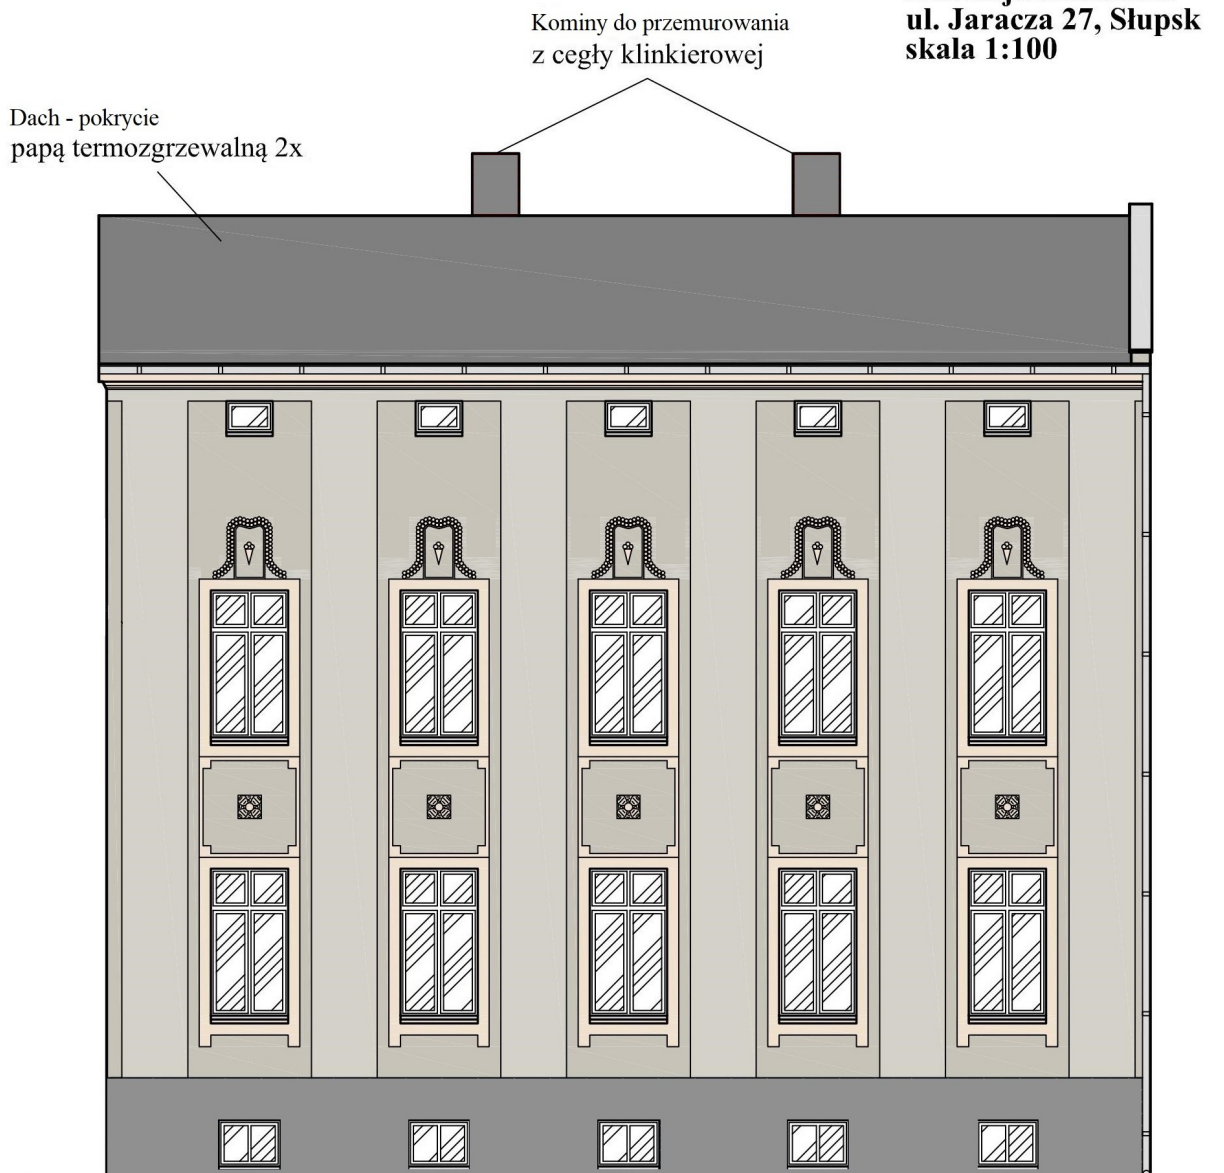 Kominy do przemurowania
z cegły klinkierowej
ul. Jaracza 27, Słupsk
skala 1:100
Dach - pokrycie
papą termozgrzewalną 2x